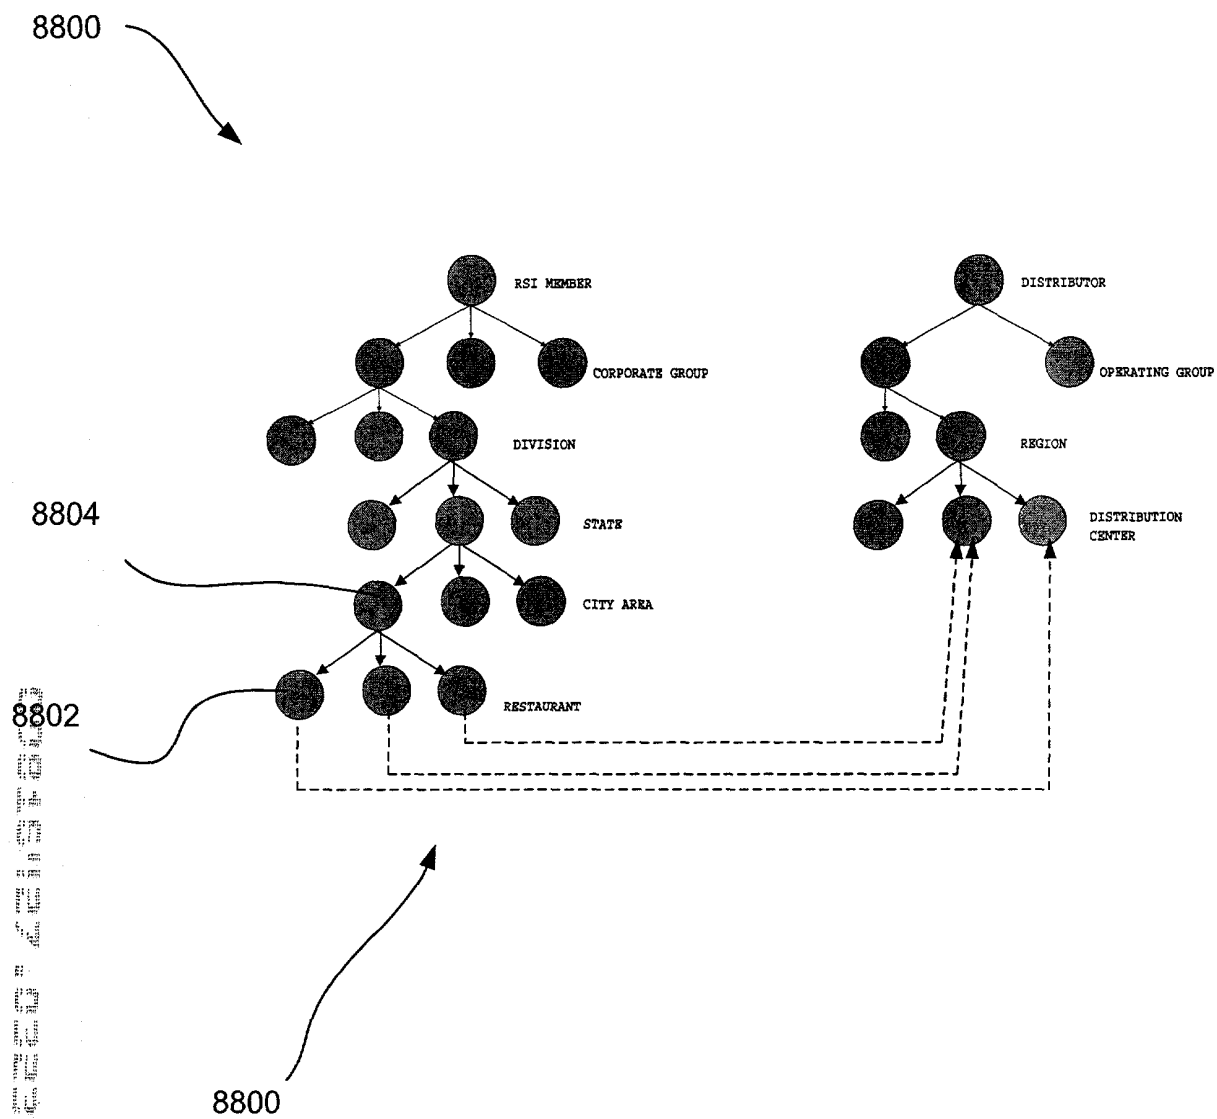 8800
RSI MEMBER
DISTRIBUTOR
CORPORATE GROUP
OPERATING GROUP
DIVISION
REGION
8804
STATE
DISTRIBUTION
CENTER
CITY AREA
8802
RESTAURANT
8800